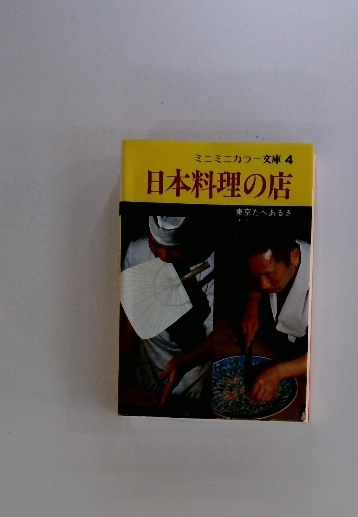 ミニミニカラー文庫 4
日本料理の店
東京たべあるき